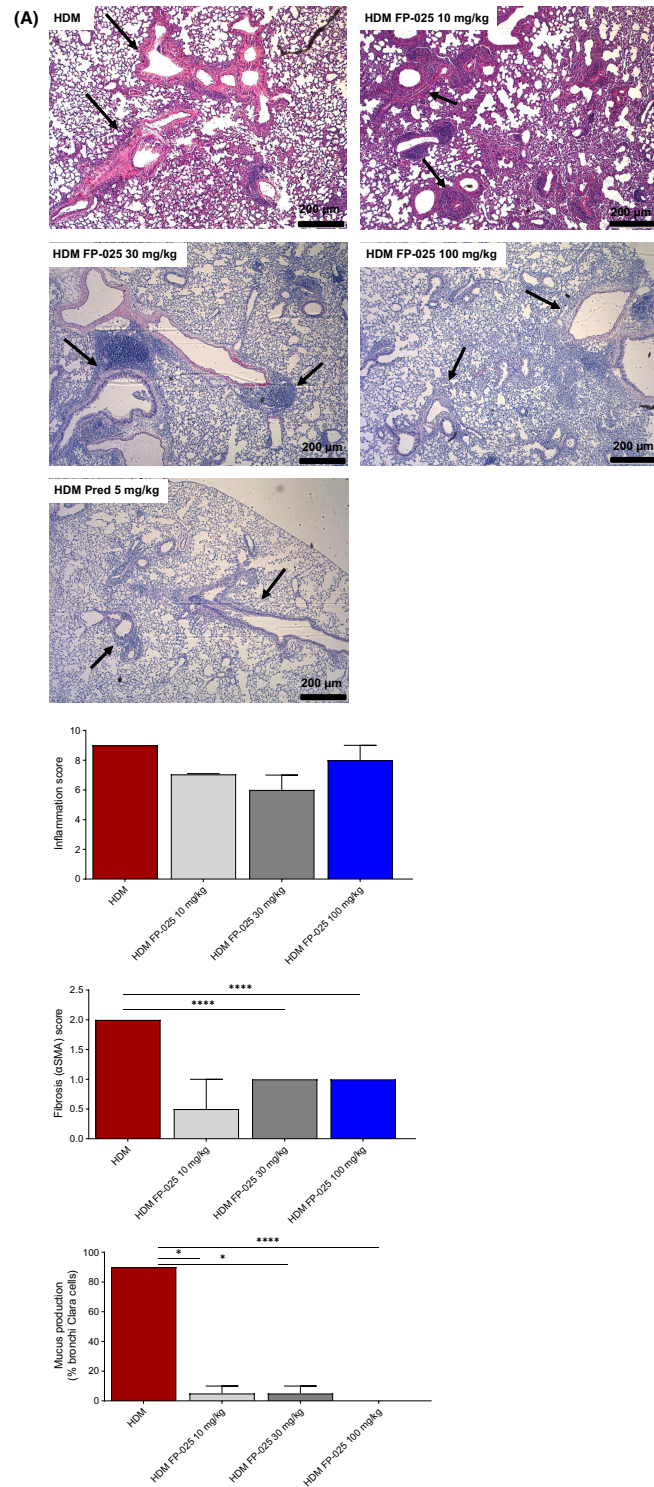 (A)
HDM
200 µm
HDM FP-025 10 mg/kg
200 µm
HDM FP-025 30 mg/kg
200 µm
HDM FP-025 100 mg/kg
200 µm
HDM Pred 5 mg/kg
200 µm
Inflammation score
10
8
6
4
2
0
HDM
HDM FP-025 10 mg/kg
HDM FP-025 30 mg/kg
HDM FP-025 100 mg/kg
Fibrosis (αSMA) score
2.5
2.0
1.5
1.0
0.5
0.0
****
****
HDM
HDM FP-025 10 mg/kg
HDM FP-025 30 mg/kg
HDM FP-025 100 mg/kg
Mucus production
(% bronchi Clara cells)
100
80
60
40
20
0
****
*
*
HDM
HDM FP-025 10 mg/kg
HDM FP-025 30 mg/kg
HDM FP-025 100 mg/kg